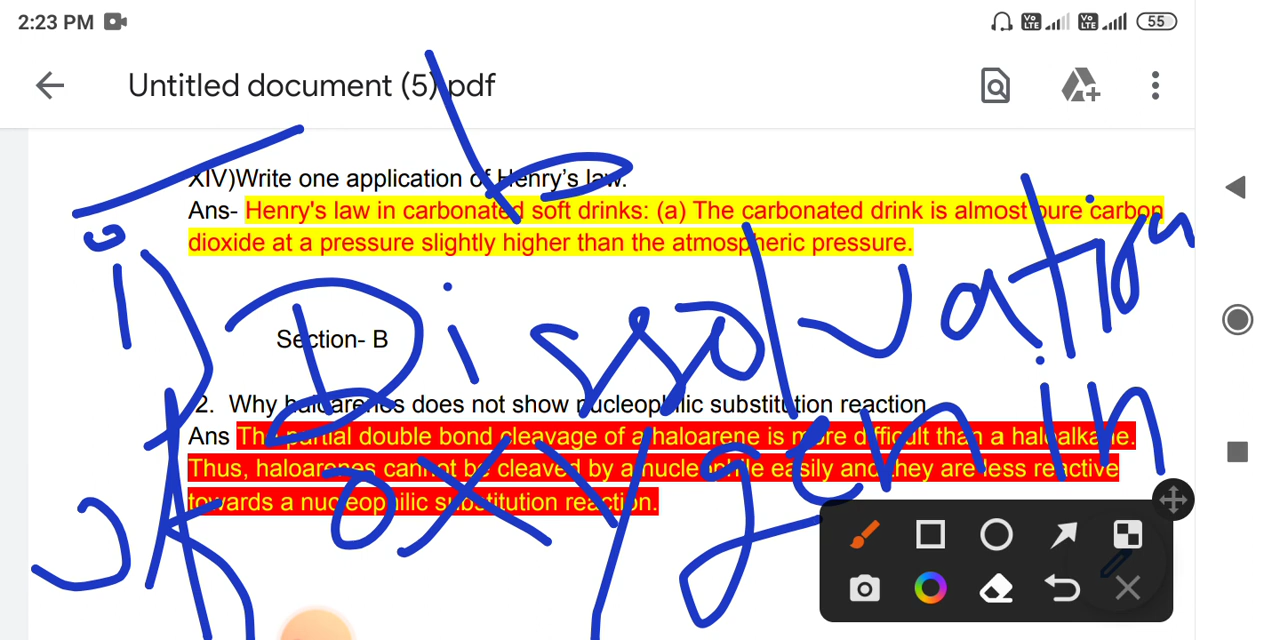 2:23 PM
Vo LTE Vo LTE 55
Untitled document (5).pdf
XIV)Write one application of Henry's law.
Ans- Henry's law in carbonated soft drinks: (a) The carbonated drink is almost pure carbon
dioxide at a pressure slightly higher than the atmospheric pressure.
i) Dissolvation
Section- B
2. Why haloarenes does not show nucleophilic substitution reaction
Ans The partial double bond cleavage of a haloarene is more difficult than a haloalkane.
Thus, haloarenes cannot be cleaved by a nucleophile easily and they are less reactive
towards a nucleophilic substitution reaction.
of oxygen in